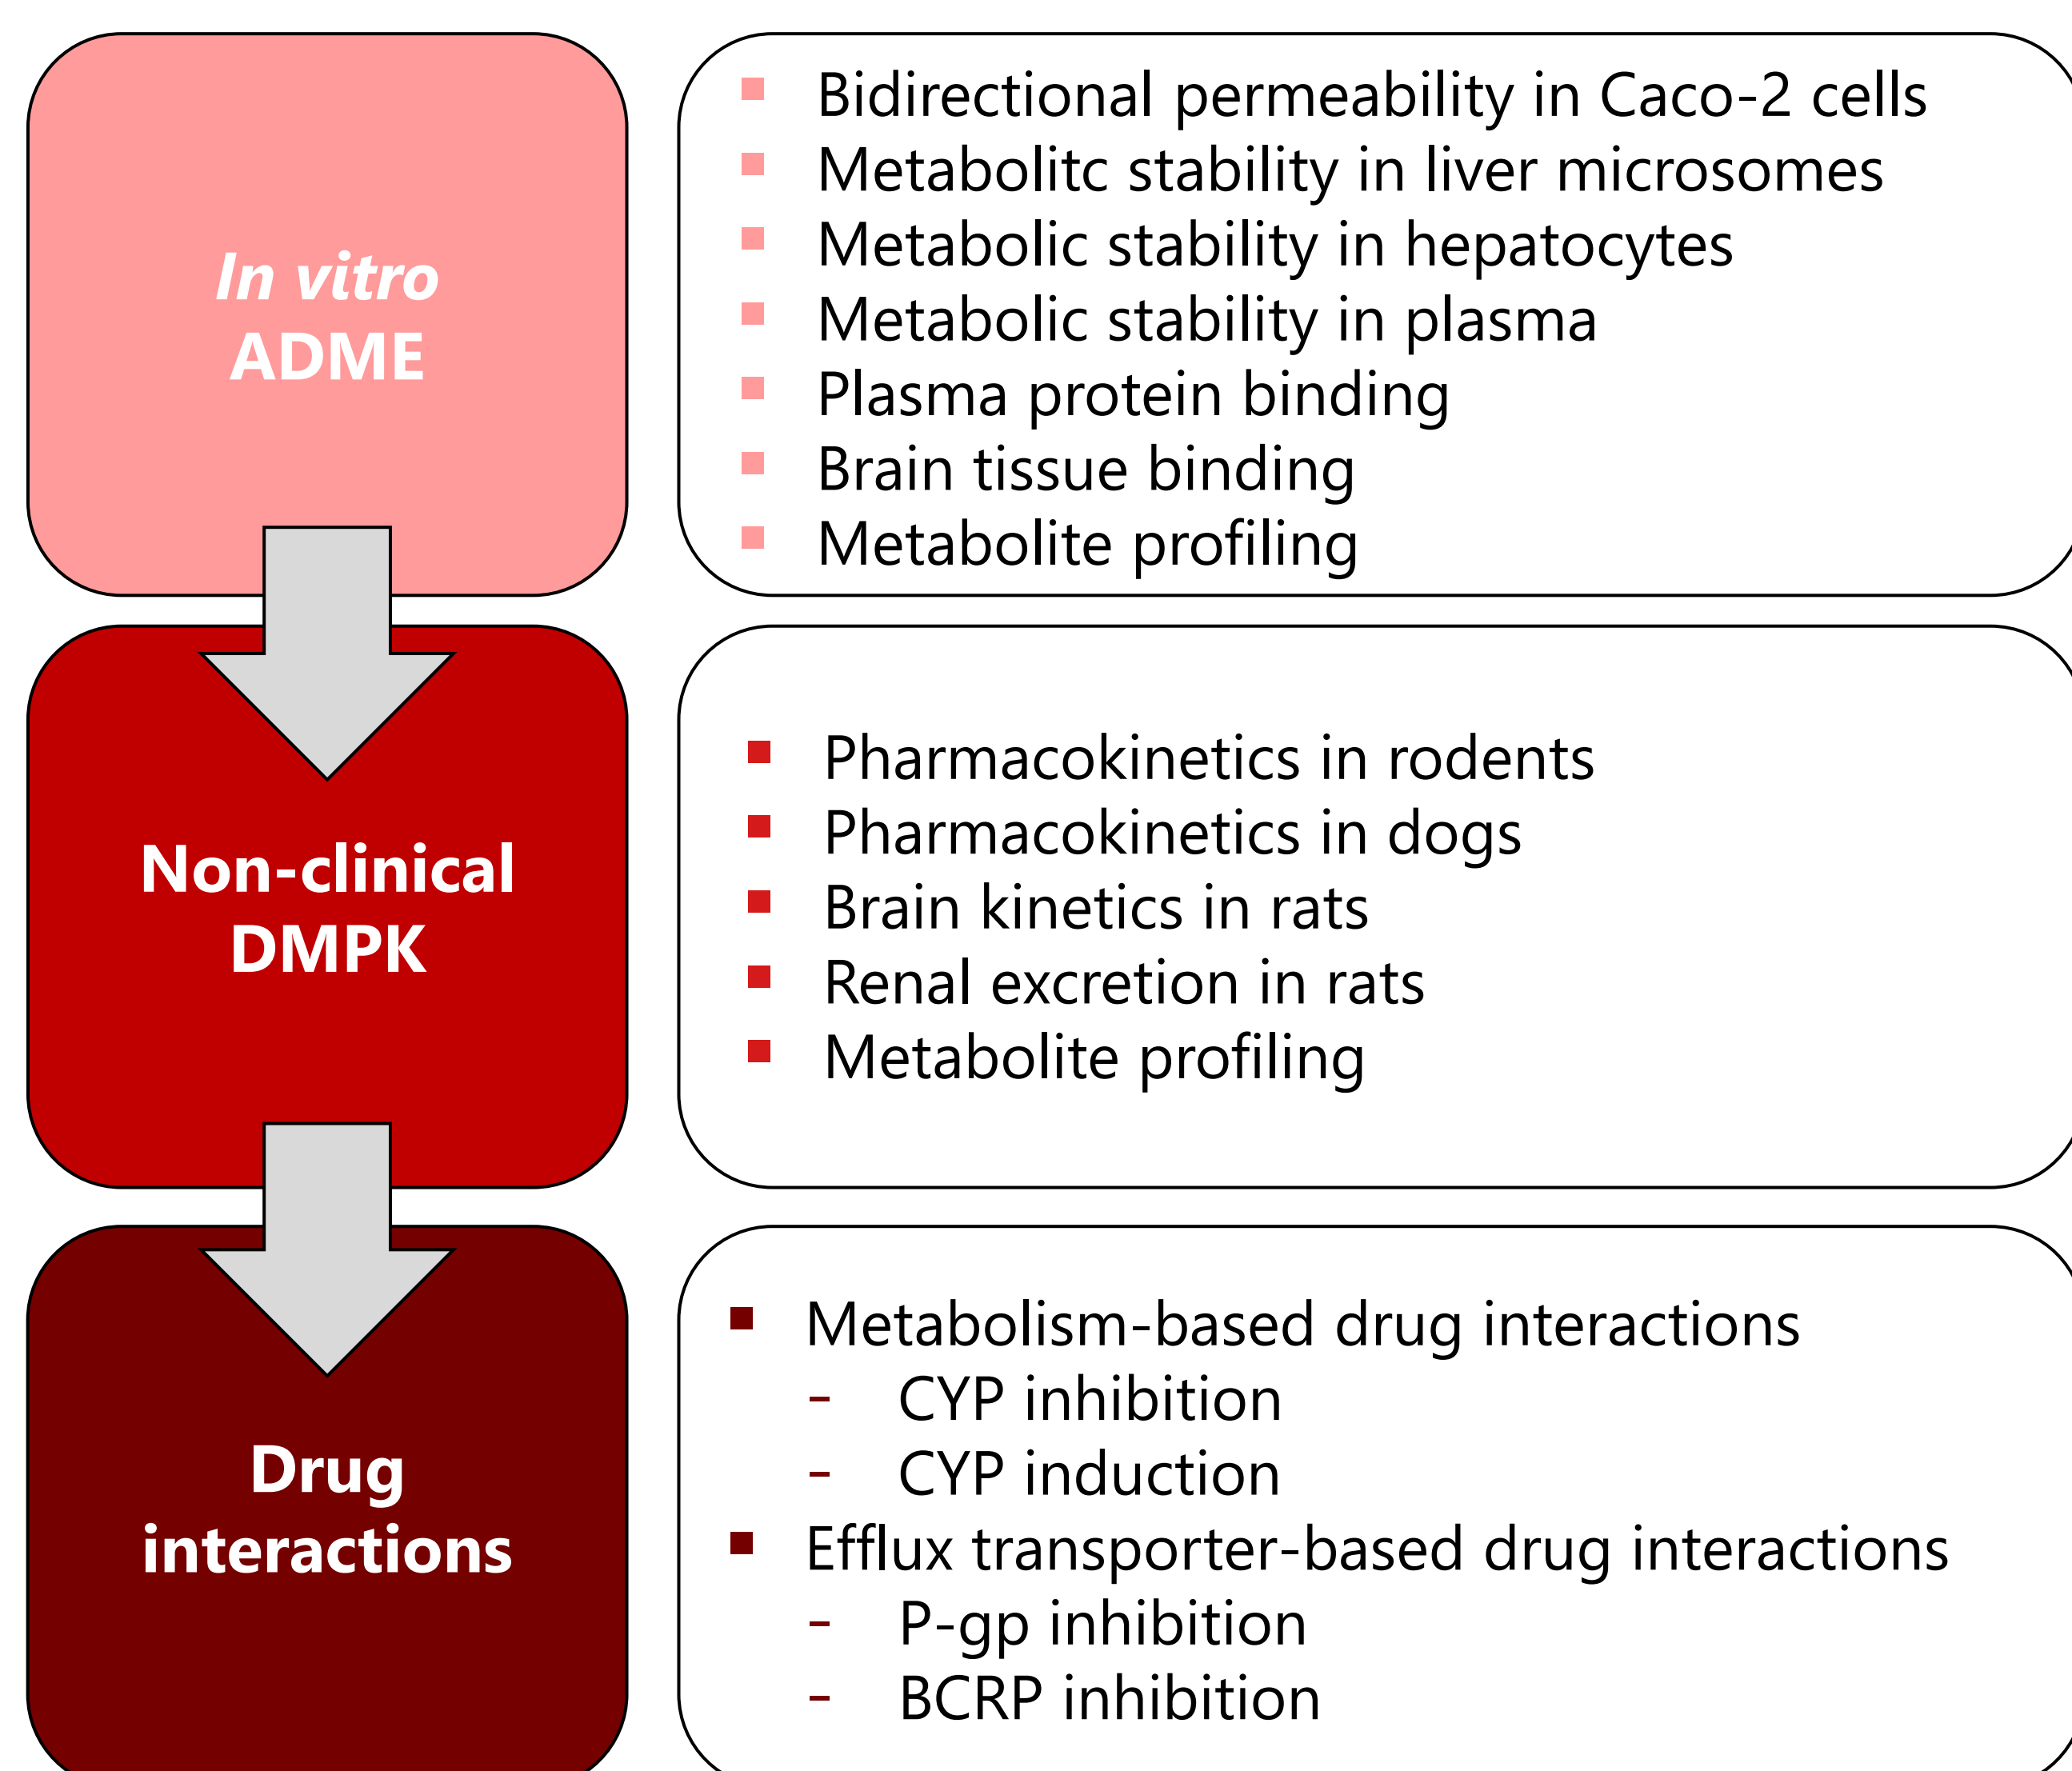 In vitro
ADME
Bidirectional permeability in Caco-2 cells
Metabolitc stability in liver microsomes
Metabolic stability in hepatocytes
Metabolic stability in plasma
Plasma protein binding
Brain tissue binding
Metabolite profiling
Non-clinical
DMPK
Pharmacokinetics in rodents
Pharmacokinetics in dogs
Brain kinetics in rats
Renal excretion in rats
Metabolite profiling
Drug
interactions
Metabolism-based drug interactions
- CYP inhibition
- CYP induction
Efflux transporter-based drug interactions
- P-gp inhibition
- BCRP inhibition